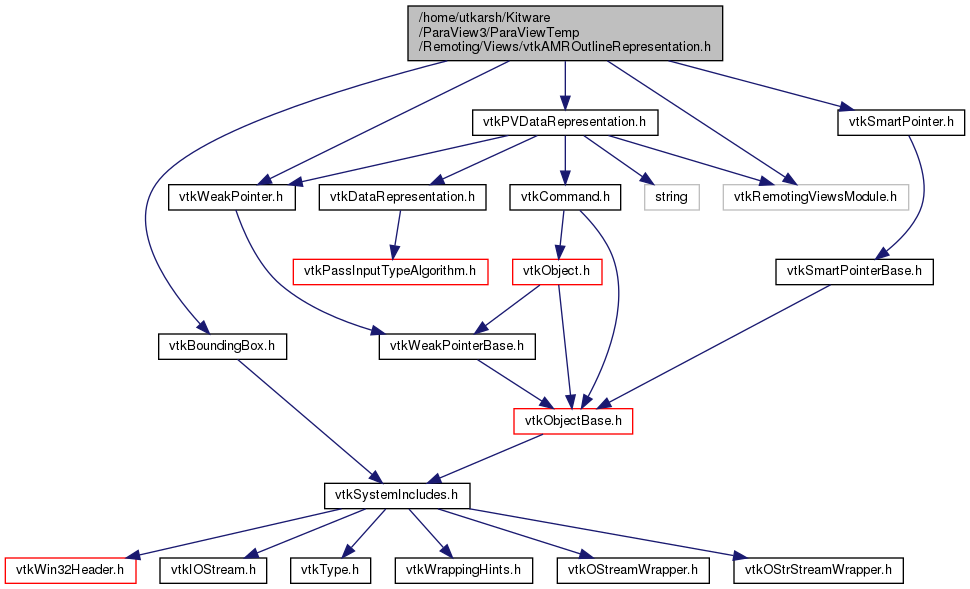 /home/utkarsh/Kitware
/ParaView3/ParaViewTemp
/Remoting/Views/vtkAMROutlineRepresentation.h
vtkPVDataRepresentation.h
vtkSmartPointer.h
vtkWeakPointer.h
vtkDataRepresentation.h
vtkCommand.h
string
vtkRemotingViewsModule.h
vtkPassInputTypeAlgorithm.h
vtkObject.h
vtkSmartPointerBase.h
vtkBoundingBox.h
vtkWeakPointerBase.h
vtkObjectBase.h
vtkSystemIncludes.h
vtkWin32Header.h
vtkIOStream.h
vtkType.h
vtkWrappingHints.h
vtkOStreamWrapper.h
vtkOStrStreamWrapper.h